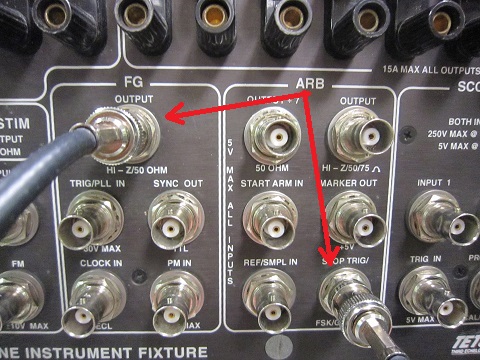 15A MAX ALL OUTPUTS
FG
ARB
SCO
STIM
OUTPUT
OUTPUT
BOTH IN
250V MAX @
5V MAX @
OHM
HI - Z/50 OHM
50 OHM
HI - Z/50/75
5V MAX ALL INPUTS
TRIG/PLL IN
SYNC OUT
START ARM IN
MARKER OUT
INPUT 1
50V MAX
TTL
+5V
FM
CLOCK IN
PM IN
REF/SMPL IN
STOP TRIG/
TRIG IN
±10V MAX
ECL
FSK/
5V MAX
NE INSTRUMENT FIXTURE